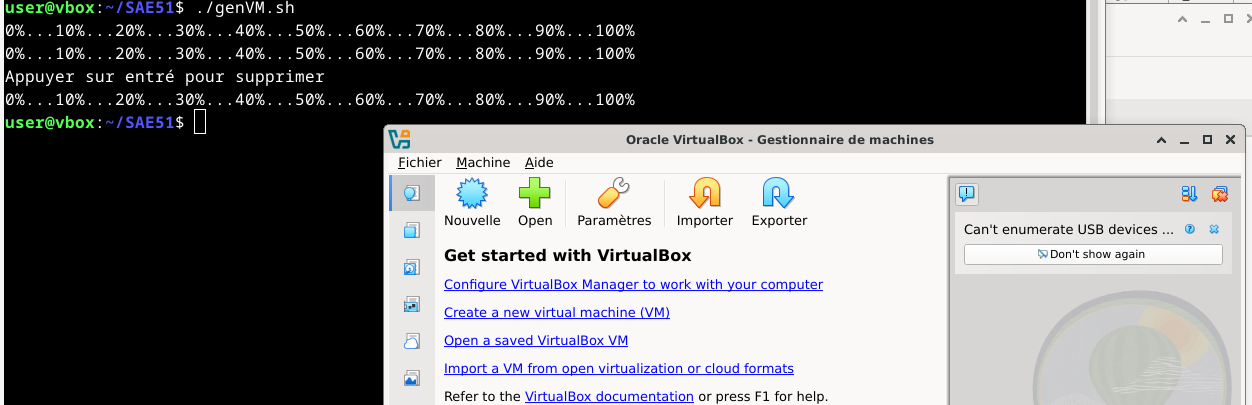 user@vbox:~/SAE51$ ./genVM.sh
0%...10%...20%...30%...40%...50%...60%...70%...80%...90%...100%
0%...10%...20%...30%...40%...50%...60%...70%...80%...90%...100%
Appuyer sur entré pour supprimer
0%...10%...20%...30%...40%...50%...60%...70%...80%...90%...100%
user@vbox:~/SAE51$
Oracle VirtualBox - Gestionnaire de machines
Fichier Machine Aide
Nouvelle Open Paramètres Importer Exporter
Get started with VirtualBox
Configure VirtualBox Manager to work with your computer
Create a new virtual machine (VM)
Open a saved VirtualBox VM
Import a VM from open virtualization or cloud formats
Refer to the VirtualBox documentation or press F1 for help.
Can't enumerate USB devices ...
Don't show again